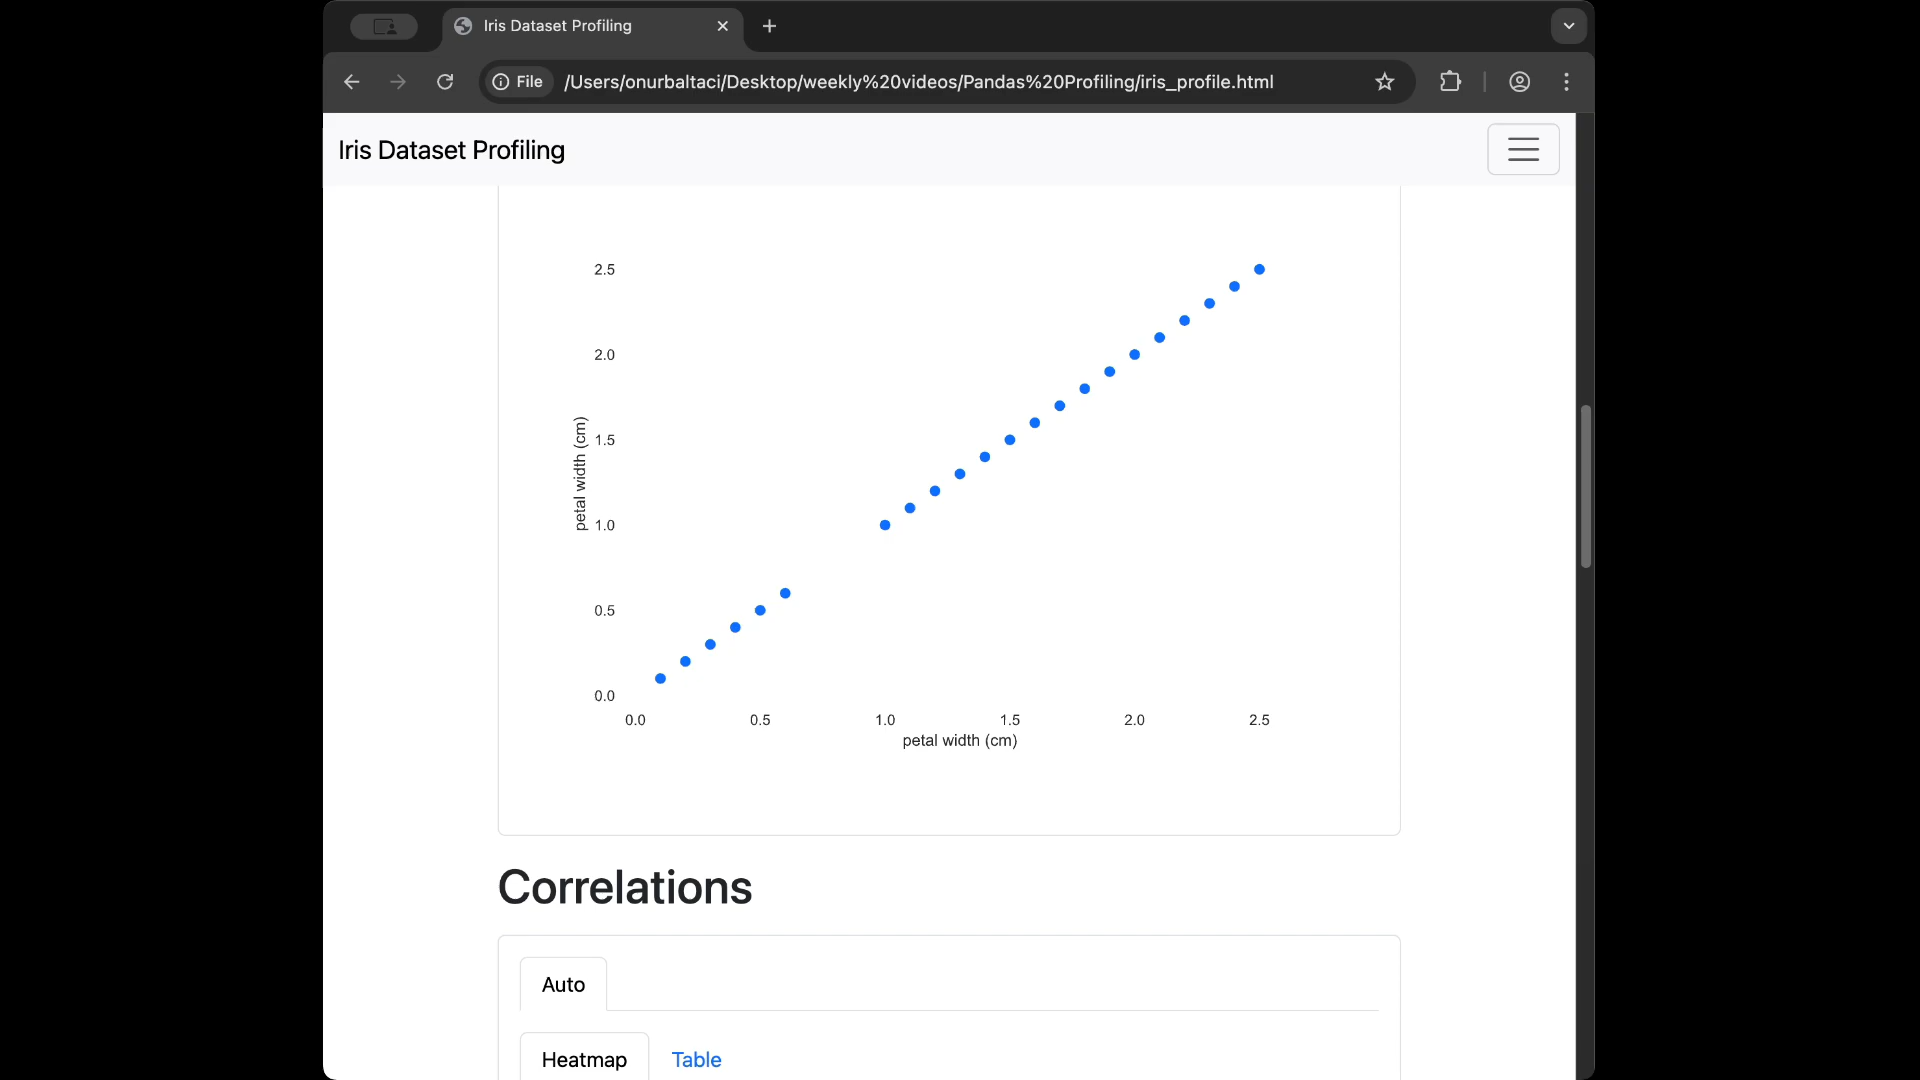 Iris Dataset Profiling
File /Users/onurbaltaci/Desktop/weekly%20videos/Pandas%20Profiling/iris_profile.html
Iris Dataset Profiling
2.5
2.0
1.5
1.0
0.5
0.0
petal width (cm)
0.0 0.5 1.0 1.5 2.0 2.5
petal width (cm)
Correlations
Auto
Heatmap Table